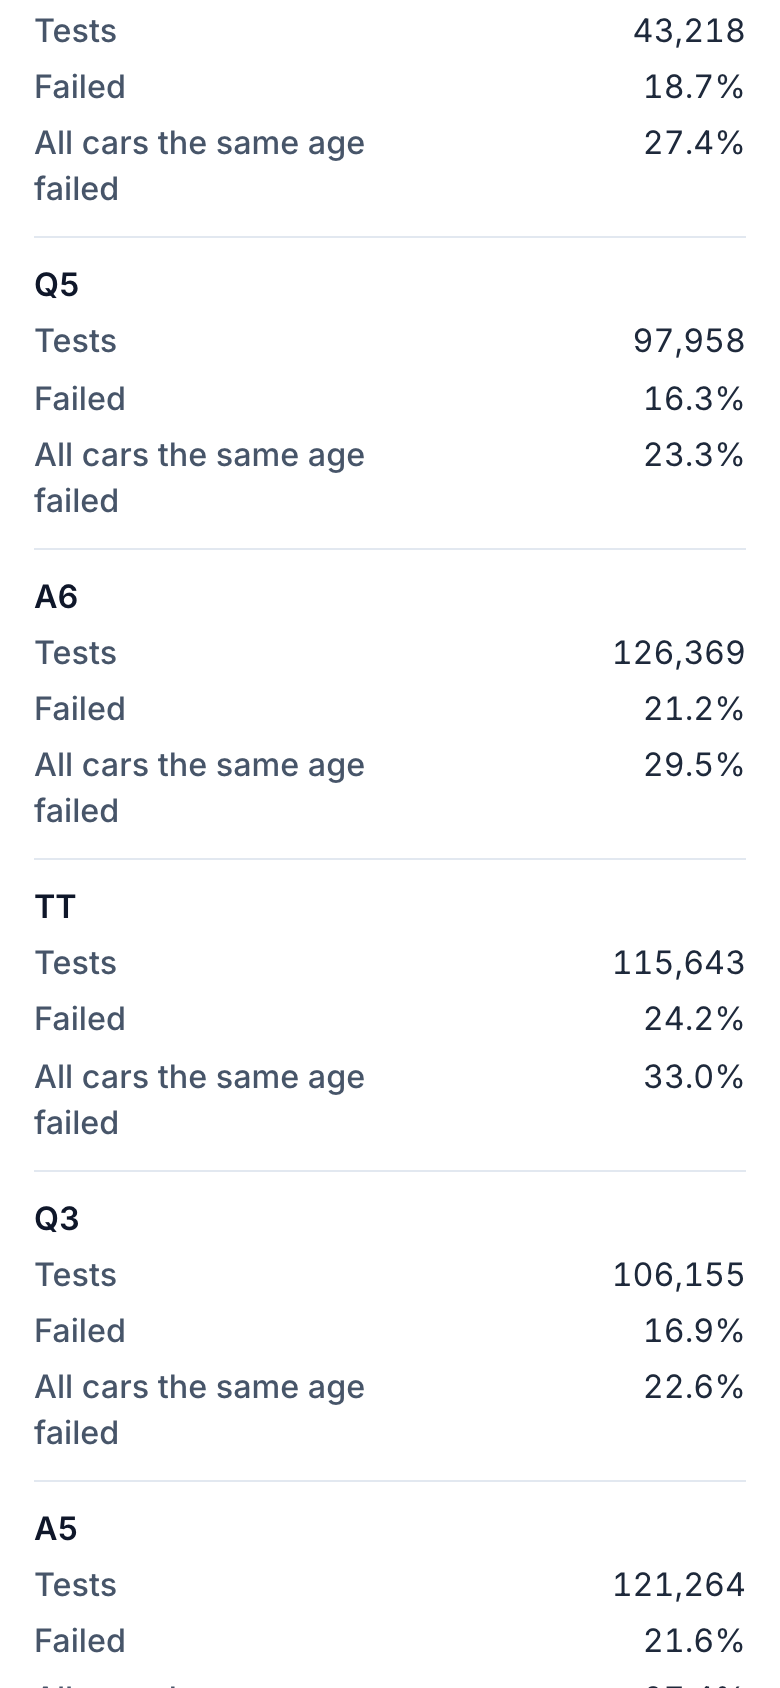 Tests 43,218
Failed 18.7%
All cars the same age 27.4%
failed
Q5
Tests 97,958
Failed 16.3%
All cars the same age 23.3%
failed
A6
Tests 126,369
Failed 21.2%
All cars the same age 29.5%
failed
TT
Tests 115,643
Failed 24.2%
All cars the same age 33.0%
failed
Q3
Tests 106,155
Failed 16.9%
All cars the same age 22.6%
failed
A5
Tests 121,264
Failed 21.6%